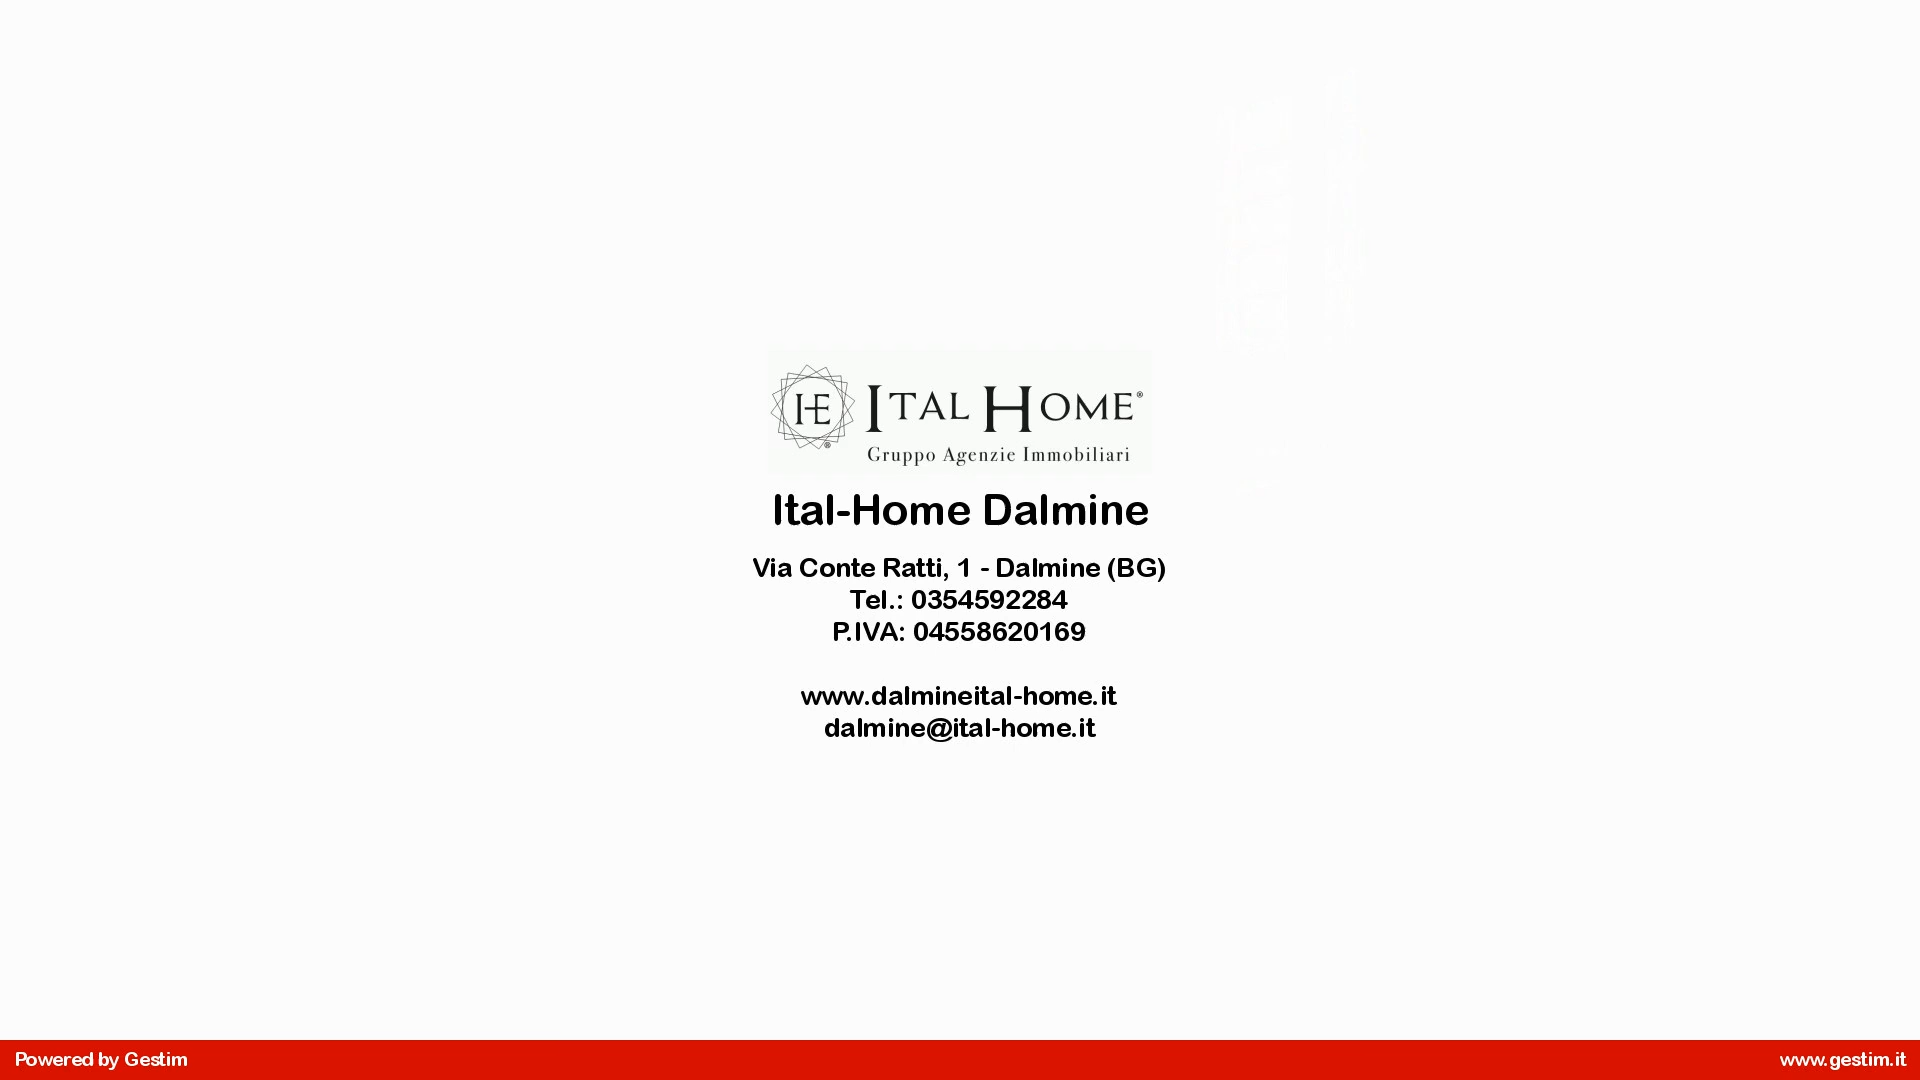 HE
ITAL HOME®
®
Gruppo Agenzie Immobiliari
Ital-Home Dalmine
Via Conte Ratti, 1 - Dalmine (BG)
Tel.: 0354592284
P.IVA: 04558620169
www.dalmineital-home.it
dalmine@ital-home.it
Powered by Gestim
www.gestim.it